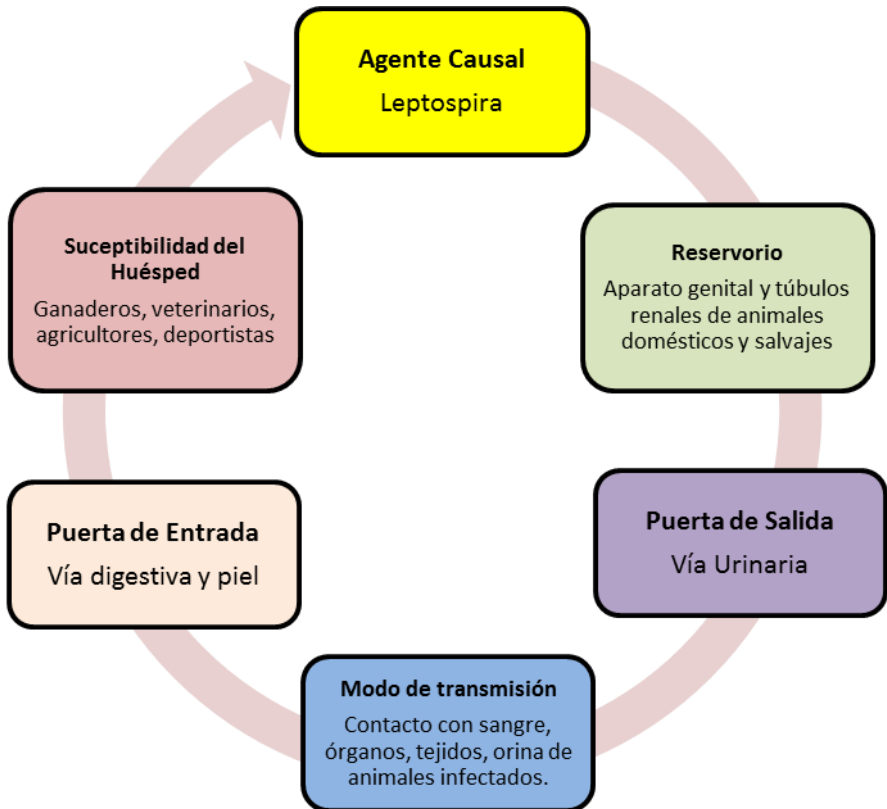 Agente Causal
Leptospira
Reservorio
Aparato genital y túbulos
renales de animales
domésticos y salvajes
Puerta de Salida
Vía Urinaria
Modo de transmisión
Contacto con sangre,
órganos, tejidos, orina de
animales infectados.
Puerta de Entrada
Vía digestiva y piel
Suceptibilidad del
Huésped
Ganaderos, veterinarios,
agricultores, deportistas